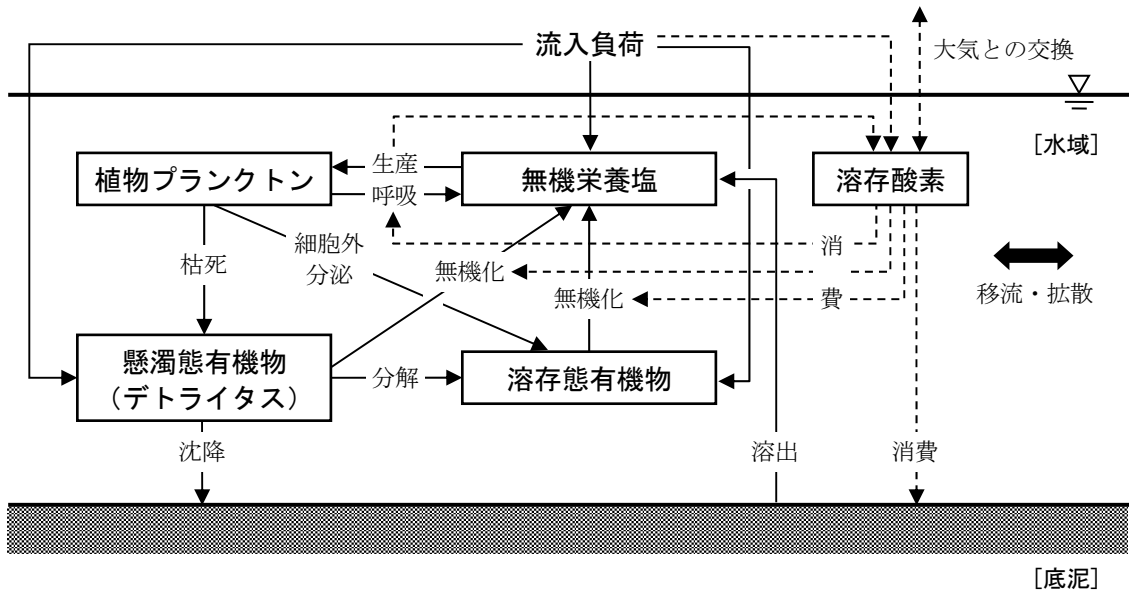 流入負荷
大気との交換
[水域]
生産
植物プランクトン
無機栄養塩
溶存酸素
呼吸
細胞外
分泌
消
枯死
無機化
無機化
費
移流・拡散
懸濁態有機物
(デトライタス)
分解
溶存態有機物
沈降
溶出
消費
[底泥]